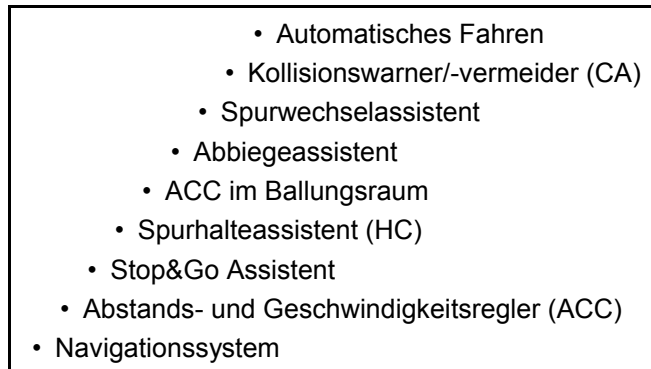 • Automatisches Fahren
• Kollisionswarner/-vermeider (CA)
• Spurwechselassistent
• Abbiegeassistent
• ACC im Ballungsraum
• Spurhalteassistent (HC)
• Stop&Go Assistent
• Abstands- und Geschwindigkeitsregler (ACC)
• Navigationssystem